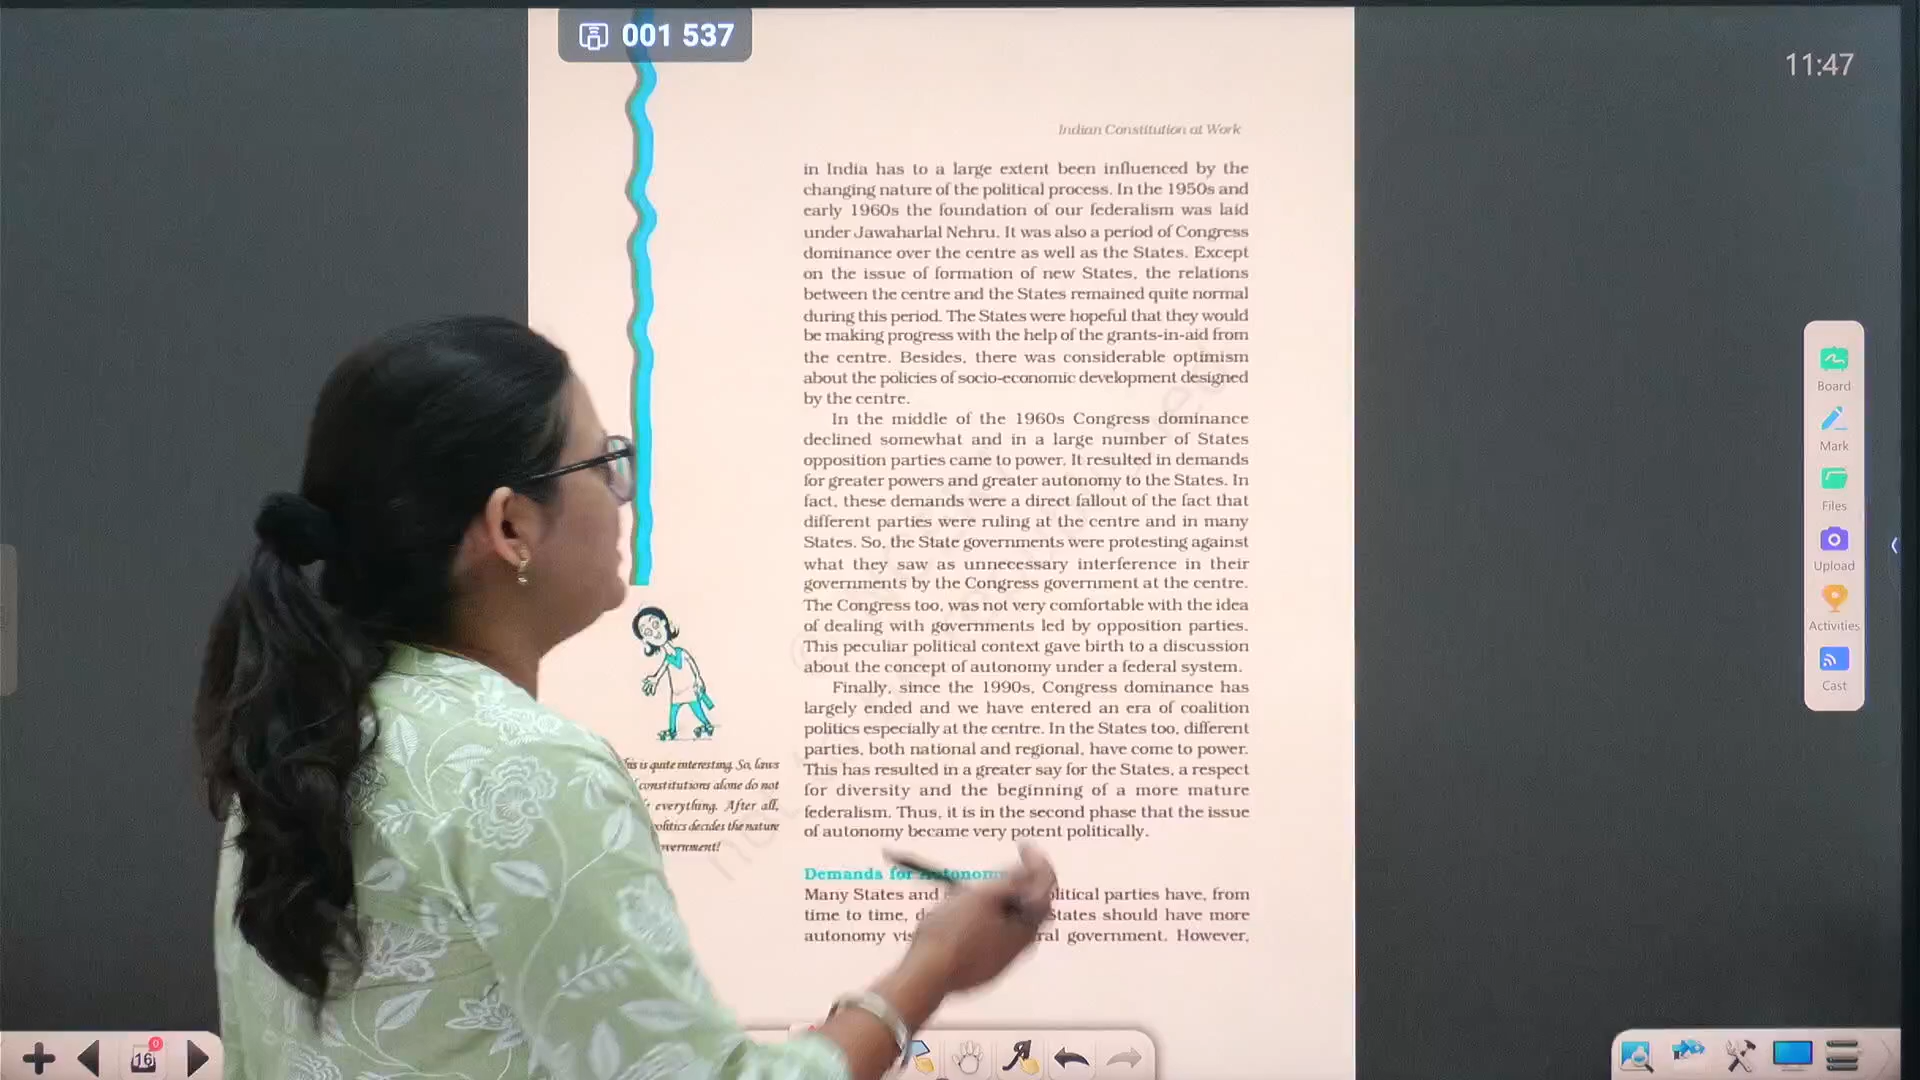 001 537
11:47
Indian Constitution at Work
in India has to a large extent been influenced by the
changing nature of the political process. In the 1950s and
early 1960s the foundation of our federalism was laid
under Jawaharlal Nehru. It was also a period of Congress
dominance over the centre as well as the States. Except
on the issue of formation of new States, the relations
between the centre and the States remained quite normal
during this period. The States were hopeful that they would
be making progress with the help of the grants-in-aid from
the centre. Besides, there was considerable optimism
about the policies of socio-economic development designed
by the centre.
In the middle of the 1960s Congress dominance
declined somewhat and in a large number of States
opposition parties came to power. It resulted in demands
for greater powers and greater autonomy to the States. In
fact, these demands were a direct fallout of the fact that
different parties were ruling at the centre and in many
States. So, the State governments were protesting against
what they saw as unnecessary interference in their
governments by the Congress government at the centre.
The Congress too, was not very comfortable with the idea
of dealing with governments led by opposition parties.
This peculiar political context gave birth to a discussion
about the concept of autonomy under a federal system.
Finally, since the 1990s, Congress dominance has
largely ended and we have entered an era of coalition
politics especially at the centre. In the States too, different
parties, both national and regional, have come to power.
This has resulted in a greater say for the States, a respect
for diversity and the beginning of a more mature
federalism. Thus, it is in the second phase that the issue
of autonomy became very potent politically.
is quite interesting. So, laws
constitutions alone do not
everything. After all,
decides the nature
Demands for
Many States and political parties have, from
time to time, States should have more
autonomy government. However,
Board
Mark
Files
Upload
Activities
Cast
16
0